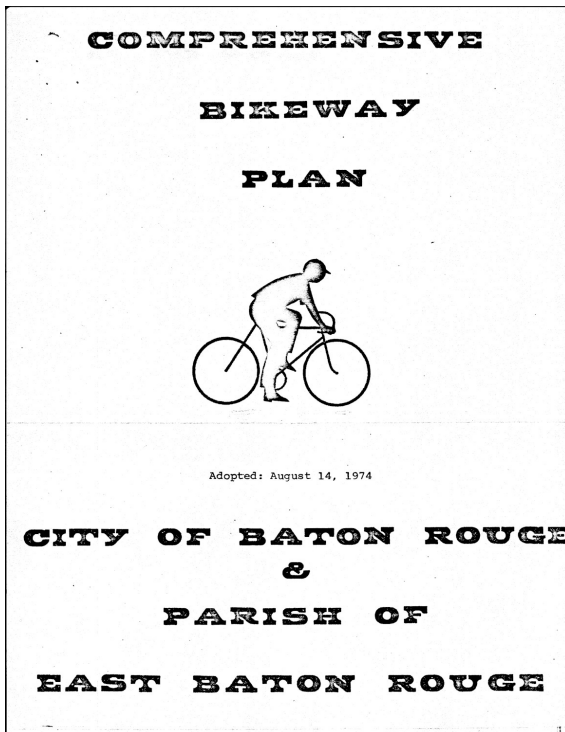 COMPREHENSIVE
BIKEWAY
PLAN
Adopted: August 14, 1974
CITY OF BATON ROUGE
&
PARISH OF
EAST BATON ROUGE